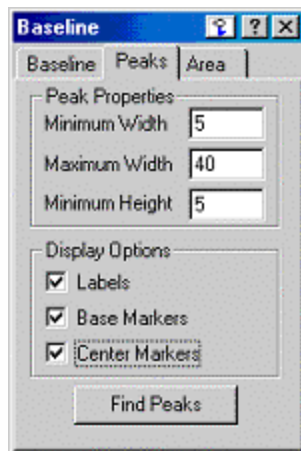 Baseline ?
Baseline Peaks Area
Peak Properties
Minimum Width 5
Maximum Width 40
Minimum Height 5
Display Options
Labels
Base Markers
Center Markers
Find Peaks